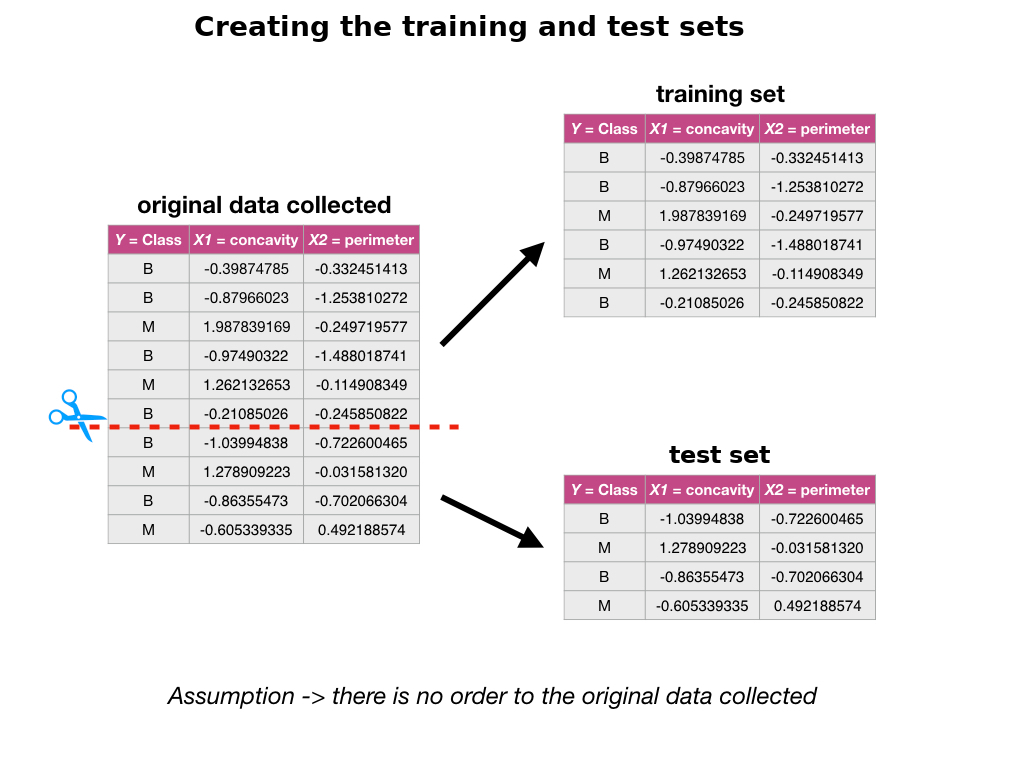 Creating the training and test sets
original data collected
Y = Class X1 = concavity X2 = perimeter
B -0.39874785 -0.332451413
B -0.87966023 -1.253810272
M 1.987839169 -0.249719577
B -0.97490322 -1.488018741
M 1.262132653 -0.114908349
B -0.21085026 -0.245850822
B -1.03994838 -0.722600465
M 1.278909223 -0.031581320
B -0.86355473 -0.702066304
M -0.605339335 0.492188574
training set
Y = Class X1 = concavity X2 = perimeter
B -0.39874785 -0.332451413
B -0.87966023 -1.253810272
M 1.987839169 -0.249719577
B -0.97490322 -1.488018741
M 1.262132653 -0.114908349
B -0.21085026 -0.245850822
test set
Y = Class X1 = concavity X2 = perimeter
B -1.03994838 -0.722600465
M 1.278909223 -0.031581320
B -0.86355473 -0.702066304
M -0.605339335 0.492188574
Assumption -> there is no order to the original data collected